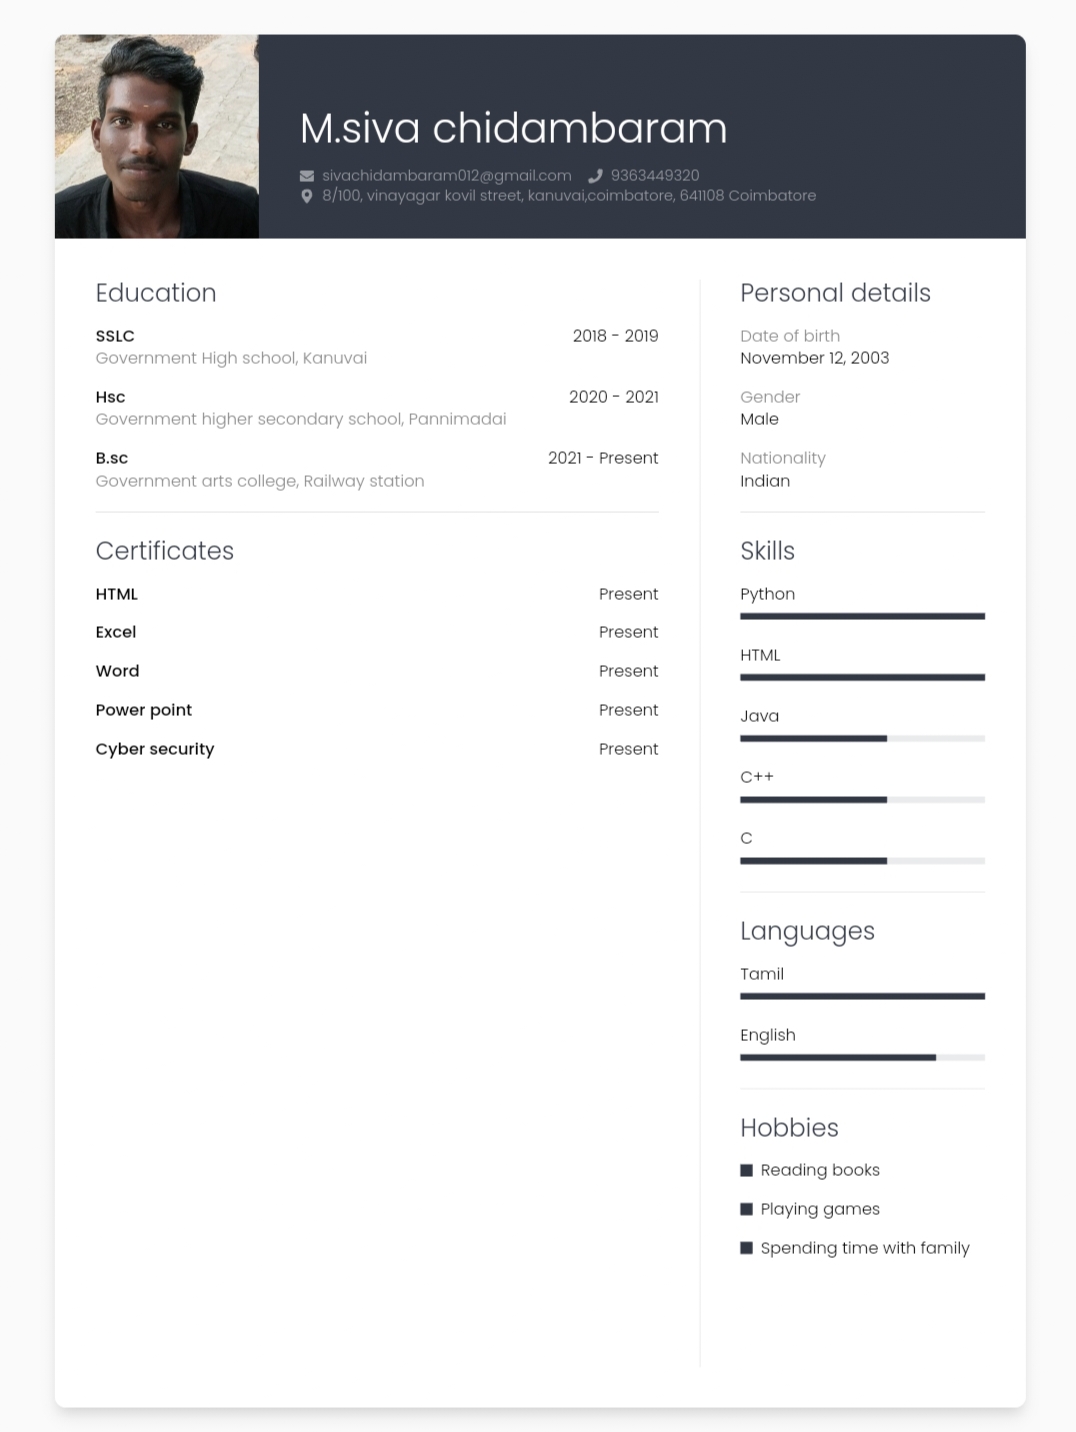 M.siva chidambaram
sivachidambaram012@gmail.com 9363449320
8/100, vinayagar kovil street, kanuvai,coimbatore, 641108 Coimbatore
Education
SSLC 2018 - 2019
Government High school, Kanuvai
Hsc 2020 - 2021
Government higher secondary school, Pannimadai
B.sc 2021 - Present
Government arts college, Railway station
Certificates
HTML Present
Excel Present
Word Present
Power point Present
Cyber security Present
Personal details
Date of birth
November 12, 2003
Gender
Male
Nationality
Indian
Skills
Python
HTML
Java
C++
C
Languages
Tamil
English
Hobbies
Reading books
Playing games
Spending time with family